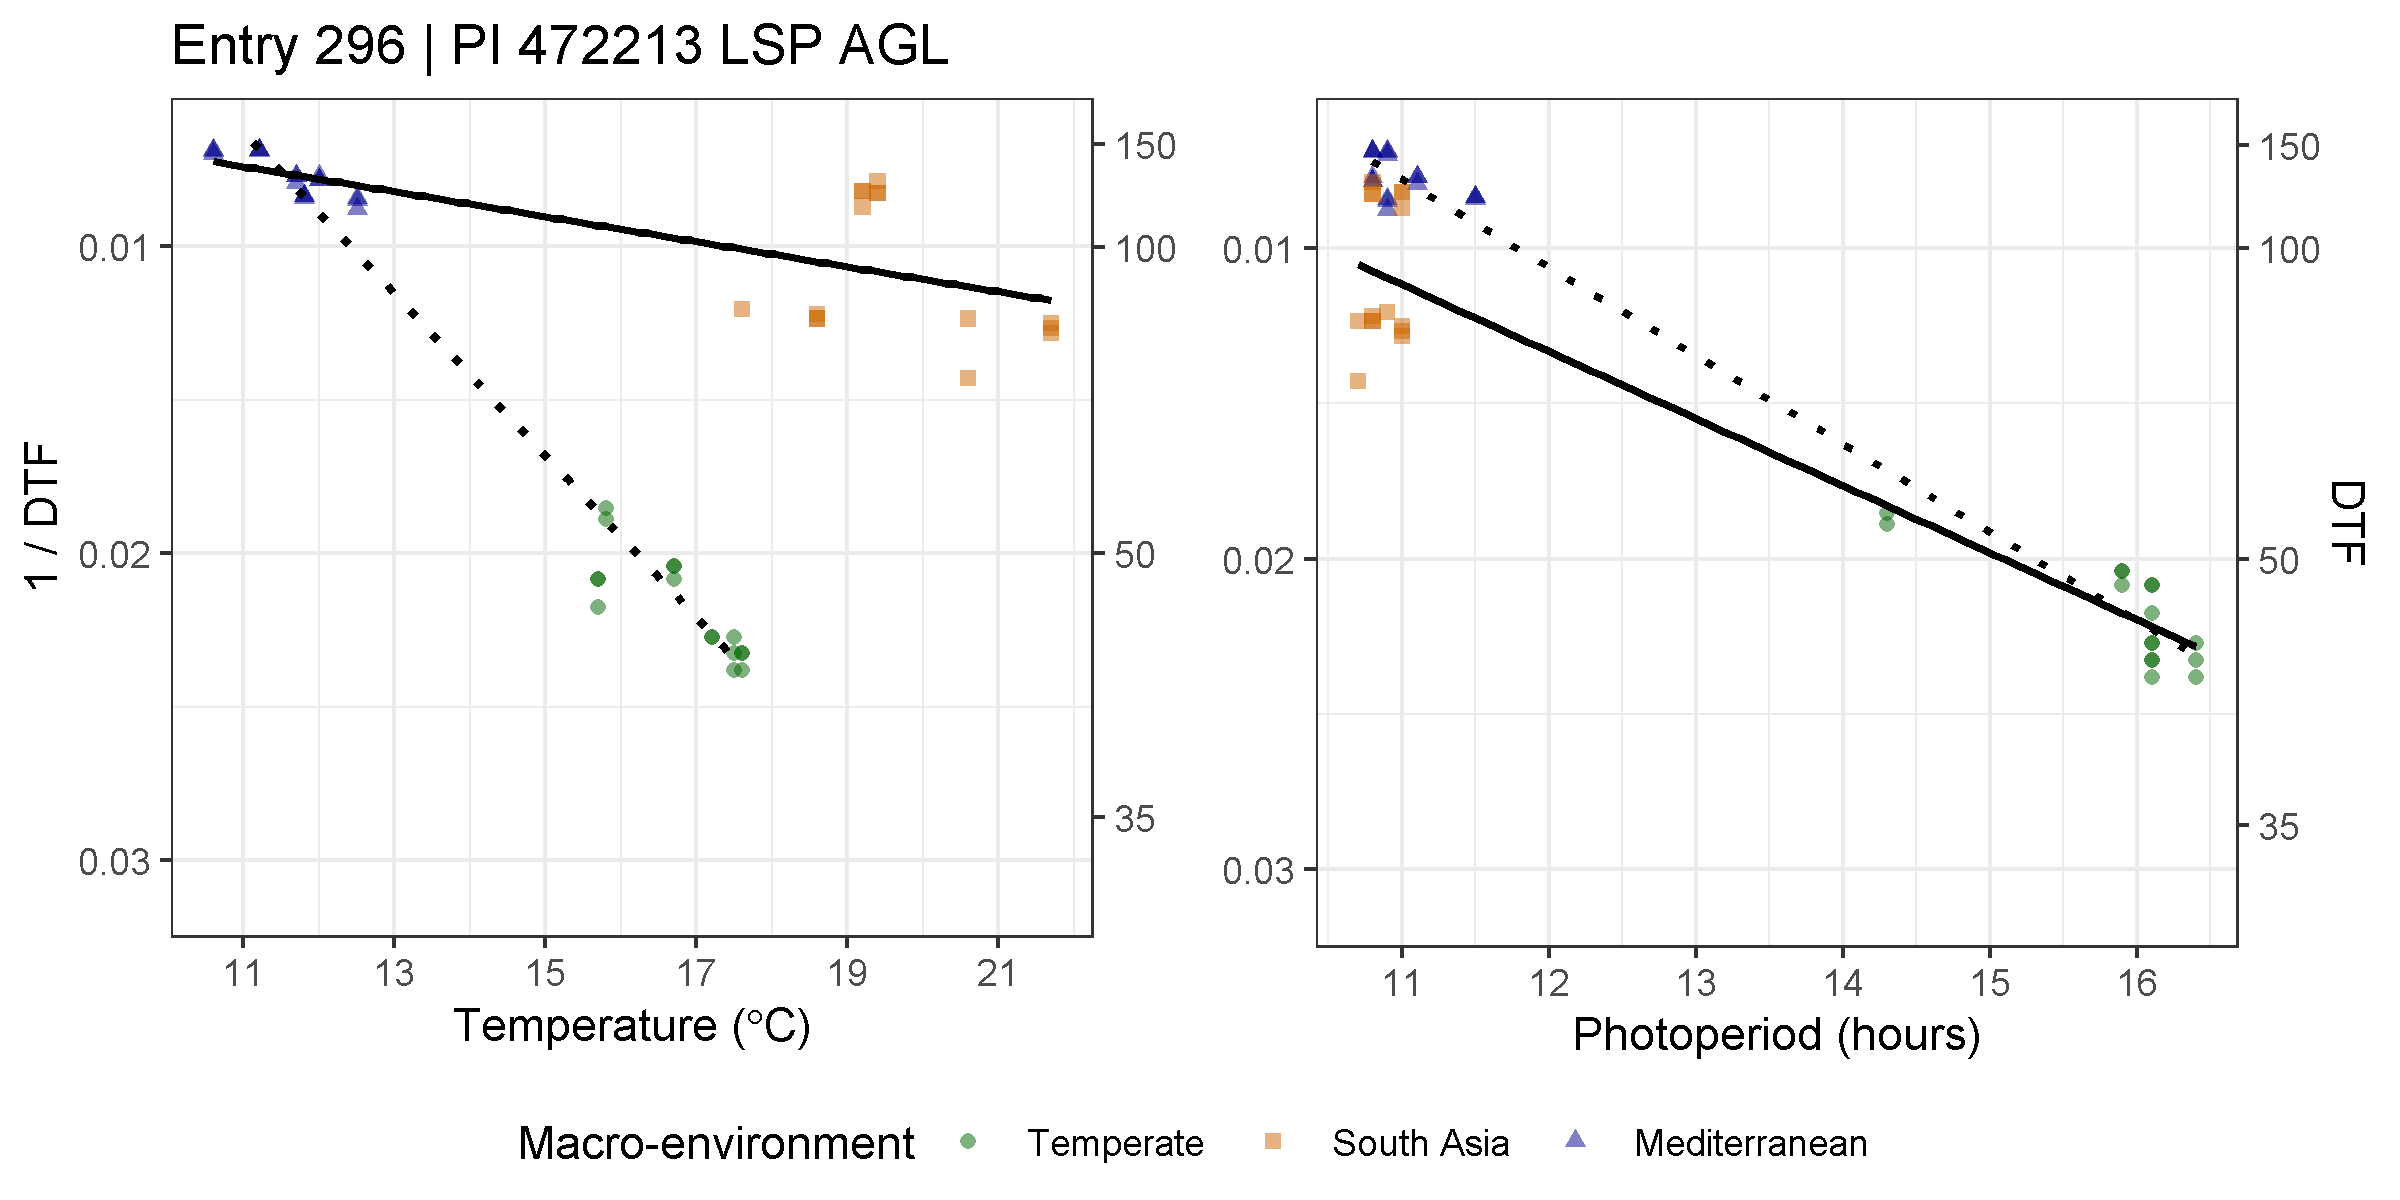 Entry 296 | PI 472213 LSP AGL
1 / DTF
0.01
0.02
0.03
150
100
50
35
11 13 15 17 19 21
Temperature (°C)
0.01
0.02
0.03
150
100
50
35
DTF
11 12 13 14 15 16
Photoperiod (hours)
Macro-environment Temperate South Asia Mediterranean